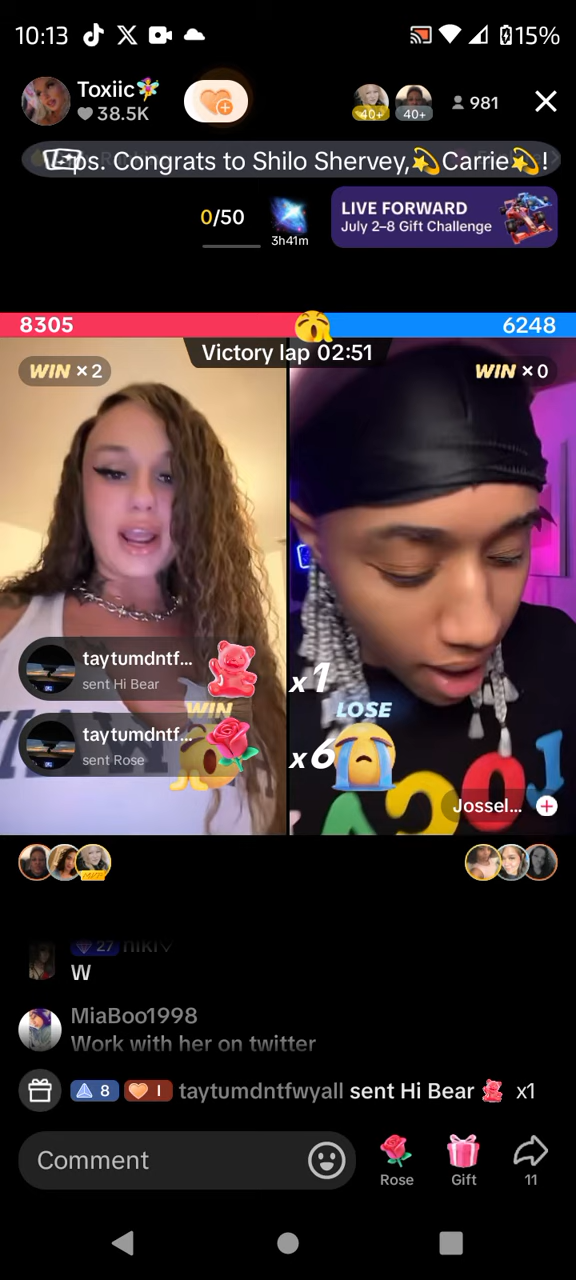 10:13
15%
Toxiic
38.5K
40+
40+
981
ps. Congrats to Shilo Shervey, Carrie !
0/50
3h41m
LIVE FORWARD
July 2–8 Gift Challenge
8305
6248
Victory lap 02:51
WIN ×2
WIN ×0
taytumdntf...
sent Hi Bear
x1
WIN
LOSE
taytumdntf...
sent Rose
x6
Jossel...
27 niki
W
MiaBoo1998
Work with her on twitter
8
I
taytumdntfwyall sent Hi Bear x1
Comment
Rose
Gift
11